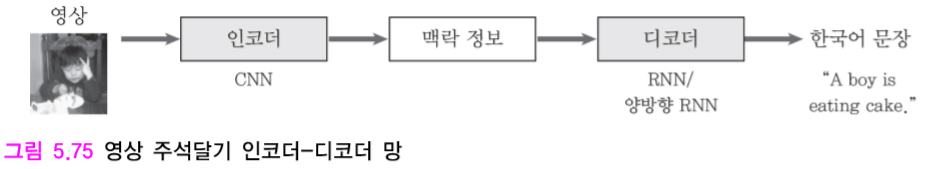 영상
인코더
맥락 정보
디코더
한국어 문장
CNN
RNN/
양방향 RNN
“A boy is
eating cake.”
그림 5.75 영상 주석달기 인코더-디코더 망